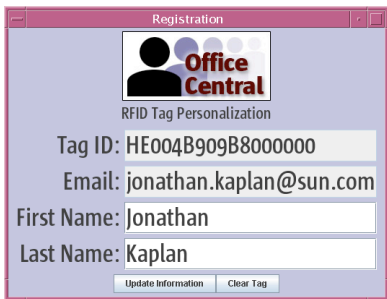 Registration
Office
Central
RFID Tag Personalization
Tag ID: HE004B909B8000000
Email: jonathan.kaplan@sun.com
First Name: Jonathan
Last Name: Kaplan
Update Information Clear Tag